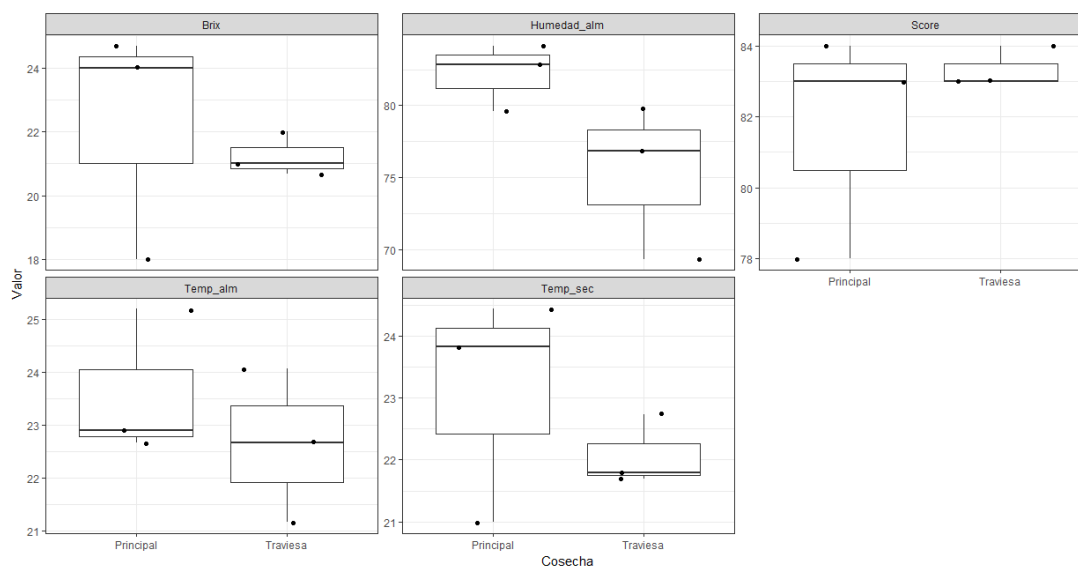 Brix
Humedad_alm
Score
24
22
20
18
80
75
70
84
82
80
78
Principal
Traviesa
Valor
Temp_alm
Temp_sec
25
24
23
22
21
24
23
22
21
Principal
Traviesa
Principal
Traviesa
Cosecha